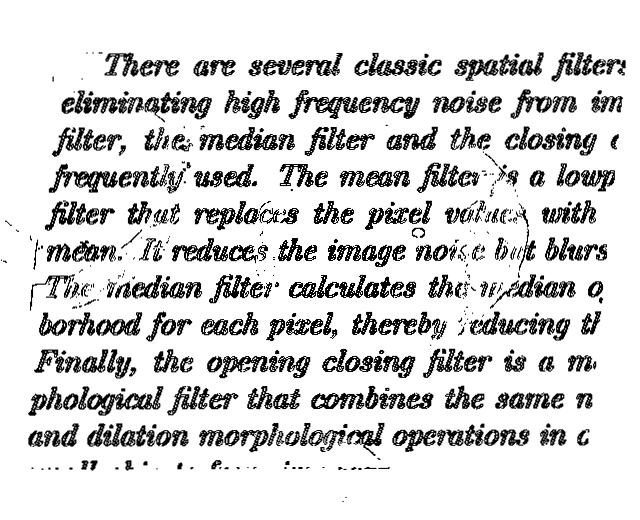 There are several classic spatial filters
eliminating high frequency noise from im
filter, the median filter and the closing
frequently used. The mean filter is a lowp
filter that replaces the pixel values with
mean. It reduces the image noise but blurs
The median filter calculates the median o
borhood for each pixel, thereby reducing th
Finally, the opening closing filter is a m
phological filter that combines the same n
and dilation morphological operations in